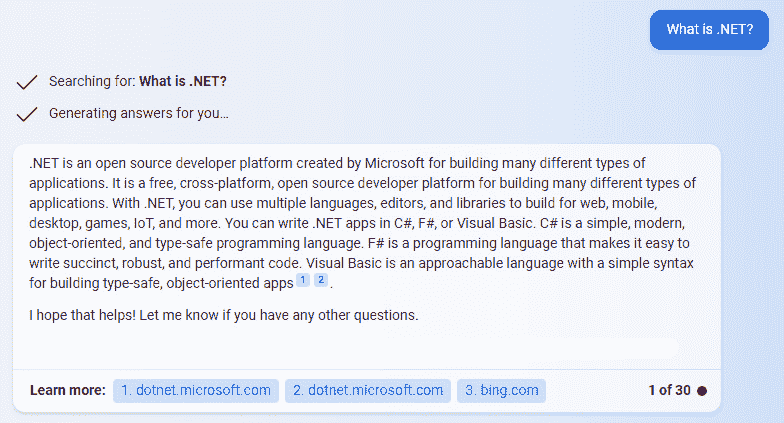 What is .NET?
Searching for: What is .NET?
Generating answers for you...
.NET is an open source developer platform created by Microsoft for building many different types of
applications. It is a free, cross-platform, open source developer platform for building many different types of
applications. With .NET, you can use multiple languages, editors, and libraries to build for web, mobile,
desktop, games, IoT, and more. You can write .NET apps in C#, F#, or Visual Basic. C# is a simple, modern,
object-oriented, and type-safe programming language. F# is a programming language that makes it easy to
write succinct, robust, and performant code. Visual Basic is an approachable language with a simple syntax
for building type-safe, object-oriented apps 1 2 .
I hope that helps! Let me know if you have any other questions.
Learn more: 1. dotnet.microsoft.com 2. dotnet.microsoft.com 3. bing.com 1 of 30